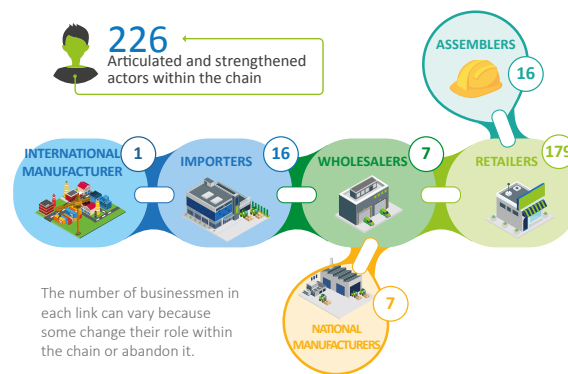 226
Articulated and strengthened
actors within the chain
ASSEMBLERS
16
INTERNATIONAL
MANUFACTURER
1
IMPORTERS
16
WHOLESALERS
7
RETAILERS
179
NATIONAL
MANUFACTURERS
7
The number of businessmen in
each link can vary because
some change their role within
the chain or abandon it.